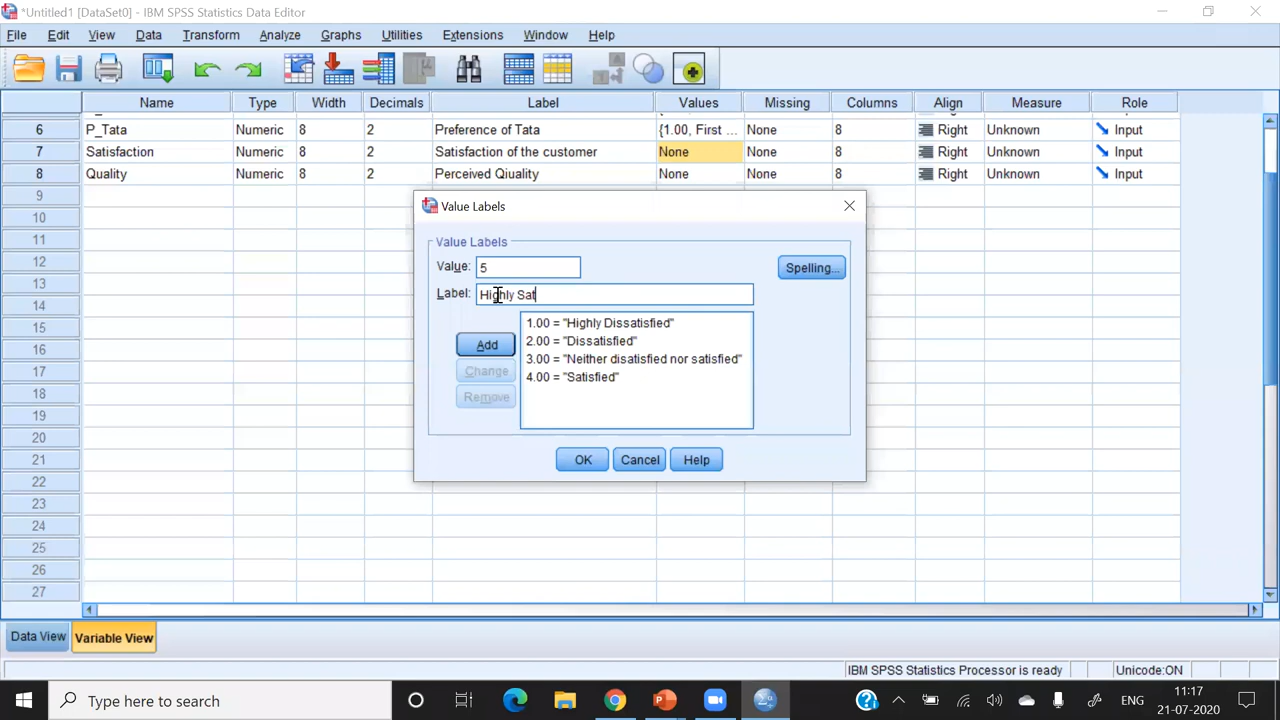 *Untitled1 [DataSet0] - IBM SPSS Statistics Data Editor
File Edit View Data Transform Analyze Graphs Utilities Extensions Window Help
Name Type Width Decimals Label Values Missing Columns Align Measure Role
6 P_Tata Numeric 8 2 Preference of Tata {1.00, First ... None 8 Right Unknown Input
7 Satisfaction Numeric 8 2 Satisfaction of the customer None None 8 Right Unknown Input
8 Quality Numeric 8 2 Perceived Qiuality None None 8 Right Unknown Input
9
10
11
12
13
14
15
16
17
18
19
20
21
22
23
24
25
26
27
Value Labels
Value Labels
Value: 5 Spelling...
Label: Highly Sat
1.00 = "Highly Dissatisfied"
2.00 = "Dissatisfied"
3.00 = "Neither disatisfied nor satisfied"
4.00 = "Satisfied"
Add
Change
Remove
OK Cancel Help
Data View Variable View
IBM SPSS Statistics Processor is ready Unicode:ON
Type here to search
ENG
11:17
21-07-2020